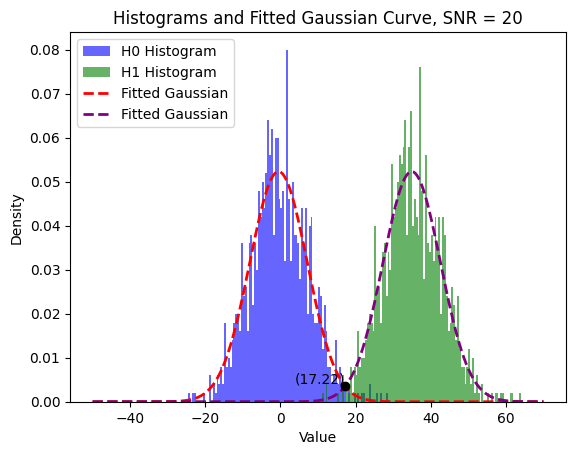 Histograms and Fitted Gaussian Curve, SNR = 20
H0 Histogram
H1 Histogram
Fitted Gaussian
Fitted Gaussian
0.08
0.07
0.06
0.05
0.04
0.03
0.02
0.01
0.00
Density
(17.22)
−40
−20
0
20
40
60
Value